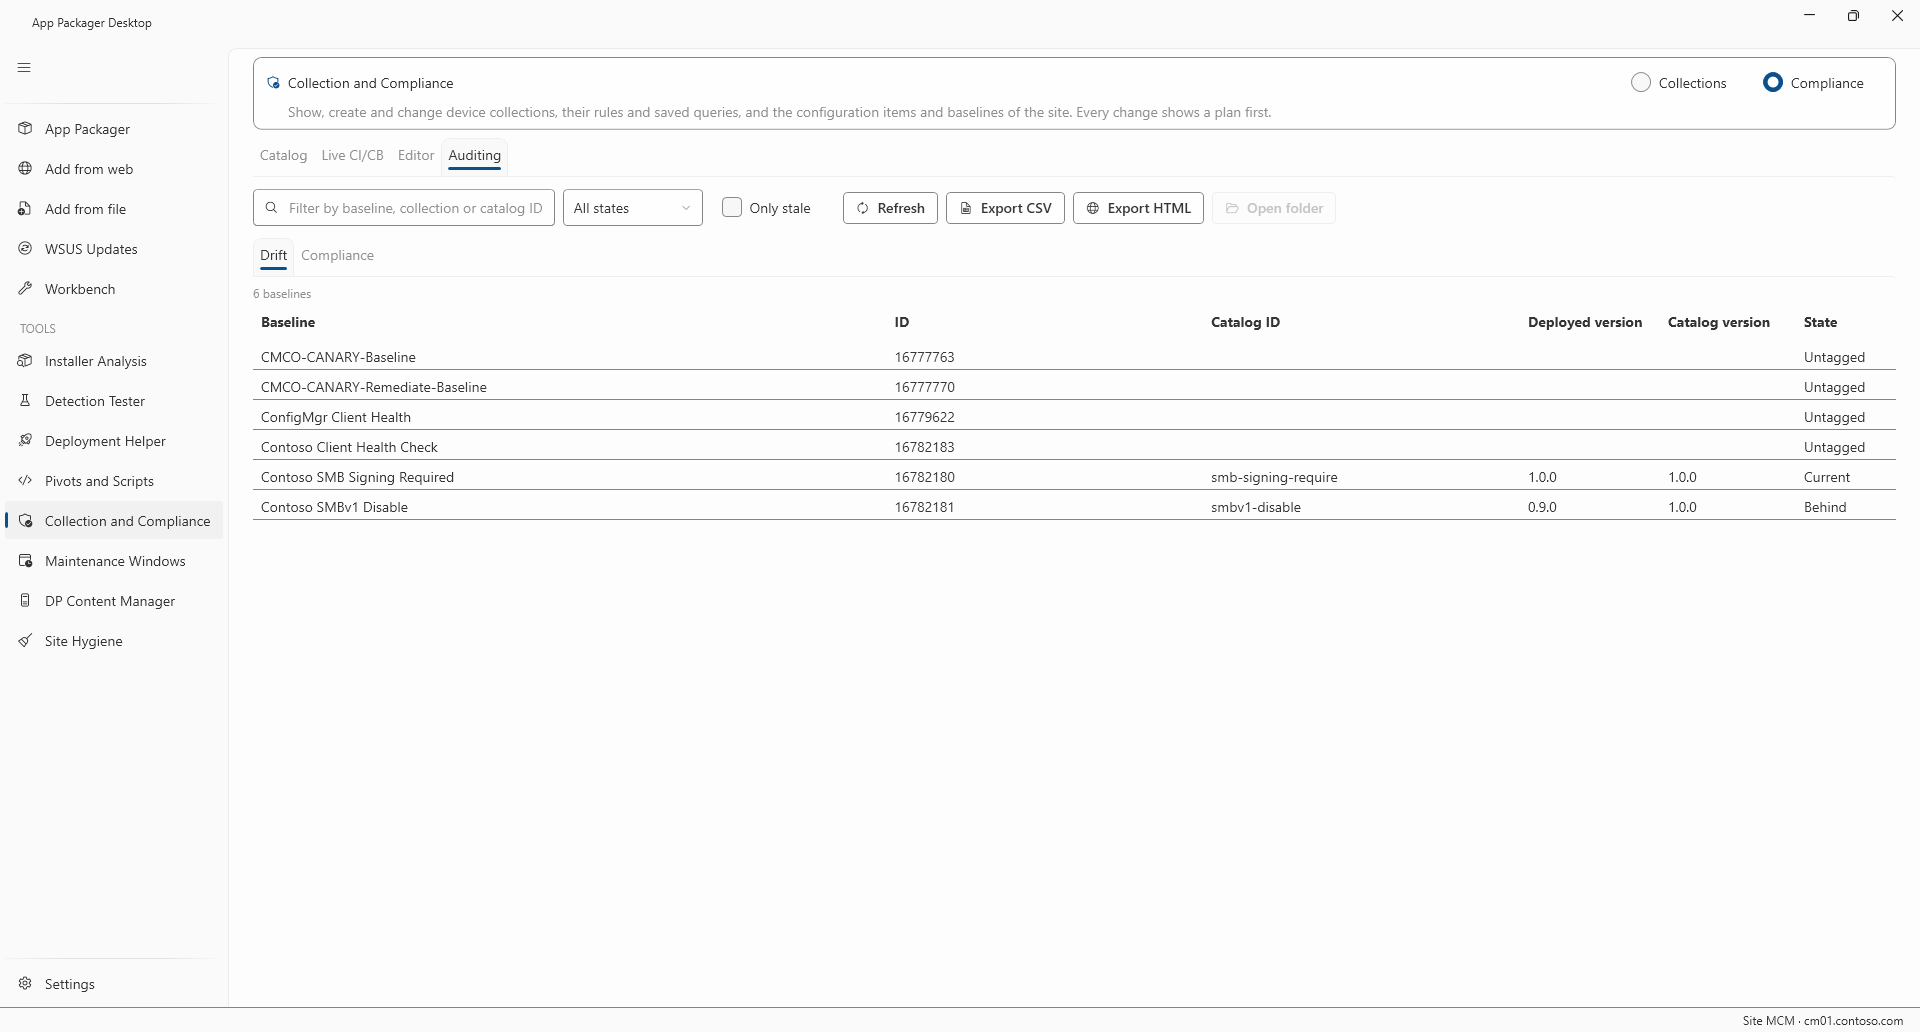 App Packager Desktop
Collection and Compliance
Collections
Compliance
Show, create and change device collections, their rules and saved queries, and the configuration items and baselines of the site. Every change shows a plan first.
App Packager
Add from web
Add from file
WSUS Updates
Workbench
TOOLS
Installer Analysis
Detection Tester
Deployment Helper
Pivots and Scripts
Collection and Compliance
Maintenance Windows
DP Content Manager
Site Hygiene
Settings
Catalog Live CI/CB Editor Auditing
Filter by baseline, collection or catalog ID All states Only stale Refresh Export CSV Export HTML Open folder
Drift Compliance
6 baselines
Baseline ID Catalog ID Deployed version Catalog version State
CMCO-CANARY-Baseline 16777763 Untagged
CMCO-CANARY-Remediate-Baseline 16777770 Untagged
ConfigMgr Client Health 16779622 Untagged
Contoso Client Health Check 16782183 Untagged
Contoso SMB Signing Required 16782180 smb-signing-require 1.0.0 1.0.0 Current
Contoso SMBv1 Disable 16782181 smbv1-disable 0.9.0 1.0.0 Behind
Site MCM · cm01.contoso.com